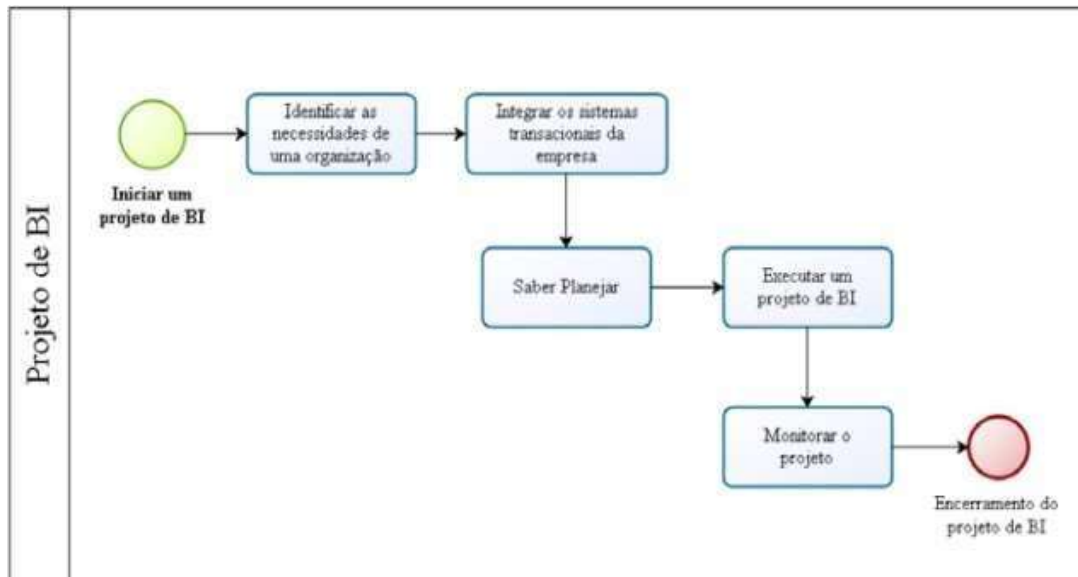 Projeto de BI
Identificar as
necessidades de
uma organização
Integrar os sistemas
transacionais da
empresa
Iniciar um
projeto de BI
Saber Planejar
Executar um
projeto de BI
Monitorar o
projeto
Encerramento do
projeto de BI